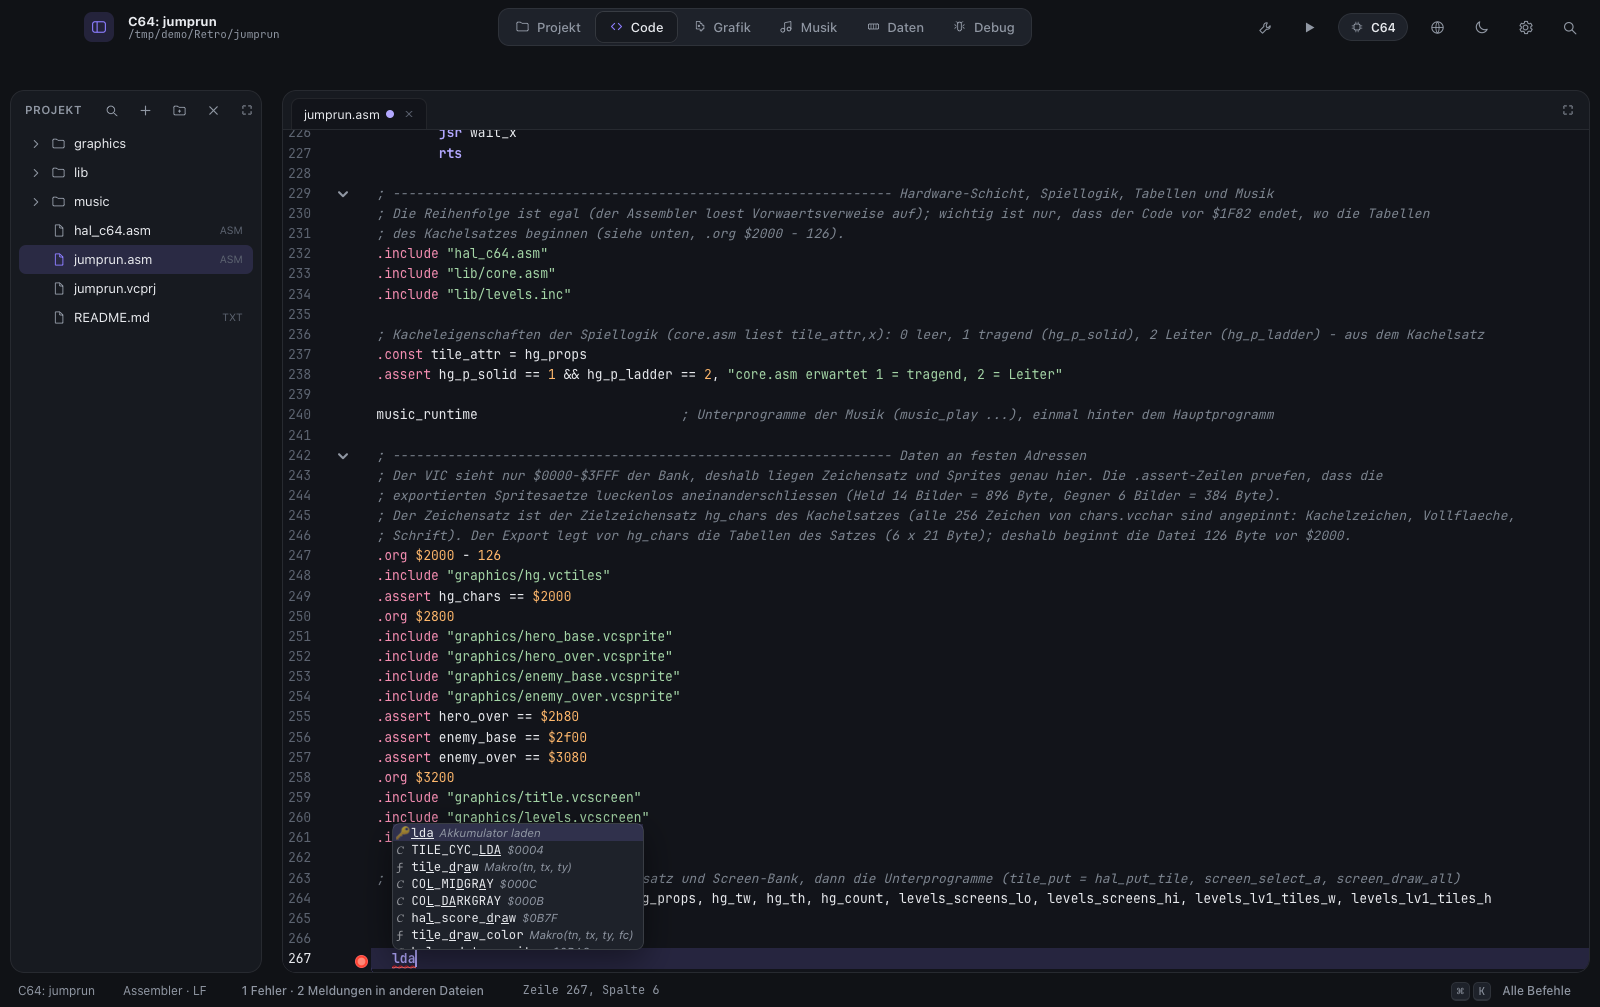 C64: jumprun
/tmp/demo/Retro/jumprun
Projekt
Code
Grafik
Musik
Daten
Debug
C64
PROJEKT
graphics
lib
music
hal_c64.asm ASM
jumprun.asm ASM
jumprun.vcprj
README.md TXT
jumprun.asm
226 jsr wait_x
227 rts
228
229 ; ---------------------------------------------------------------- Hardware-Schicht, Spiellogik, Tabellen und Musik
230 ; Die Reihenfolge ist egal (der Assembler loest Vorwaertsverweise auf); wichtig ist nur, dass der Code vor $1F82 endet, wo die Tabellen
231 ; des Kachelsatzes beginnen (siehe unten, .org $2000 - 126).
232 .include "hal_c64.asm"
233 .include "lib/core.asm"
234 .include "lib/levels.inc"
235
236 ; Kacheleigenschaften der Spiellogik (core.asm liest tile_attr,x): 0 leer, 1 tragend (hg_p_solid), 2 Leiter (hg_p_ladder) - aus dem Kachelsatz
237 .const tile_attr = hg_props
238 .assert hg_p_solid == 1 && hg_p_ladder == 2, "core.asm erwartet 1 = tragend, 2 = Leiter"
239
240 music_runtime ; Unterprogramme der Musik (music_play ...), einmal hinter dem Hauptprogramm
241
242 ; ---------------------------------------------------------------- Daten an festen Adressen
243 ; Der VIC sieht nur $0000-$3FFF der Bank, deshalb liegen Zeichensatz und Sprites genau hier. Die .assert-Zeilen pruefen, dass die
244 ; exportierten Spritesaetze lueckenlos aneinanderschliessen (Held 14 Bilder = 896 Byte, Gegner 6 Bilder = 384 Byte).
245 ; Der Zeichensatz ist der Zielzeichensatz hg_chars des Kachelsatzes (alle 256 Zeichen von chars.vcchar sind angepinnt: Kachelzeichen, Vollflaeche,
246 ; Schrift). Der Export legt vor hg_chars die Tabellen des Satzes (6 x 21 Byte); deshalb beginnt die Datei 126 Byte vor $2000.
247 .org $2000 - 126
248 .include "graphics/hg.vctiles"
249 .assert hg_chars == $2000
250 .org $2800
251 .include "graphics/hero_base.vcsprite"
252 .include "graphics/hero_over.vcsprite"
253 .include "graphics/enemy_base.vcsprite"
254 .include "graphics/enemy_over.vcsprite"
255 .assert hero_over == $2b80
256 .assert enemy_base == $2f00
257 .assert enemy_over == $3080
258 .org $3200
259 .include "graphics/title.vcscreen"
260 .include "graphics/levels.vcscreen"
261 .i
262
263 ; satz und Screen-Bank, dann die Unterprogramme (tile_put = hal_put_tile, screen_select_a, screen_draw_all)
264 g_props, hg_tw, hg_th, hg_count, levels_screens_lo, levels_screens_hi, levels_lv1_tiles_w, levels_lv1_tiles_h
265
266
267 lda
lda Akkumulator laden
C TILE_CYC_LDA $0004
ƒ tile_draw Makro(tn, tx, ty)
C COL_MIDGRAY $000C
C COL_DARKGRAY $000B
C hal_score_draw $0B7F
ƒ tile_draw_color Makro(tn, tx, ty, fc)
C64: jumprun
Assembler · LF
1 Fehler · 2 Meldungen in anderen Dateien
Zeile 267, Spalte 6
⌘ K Alle Befehle